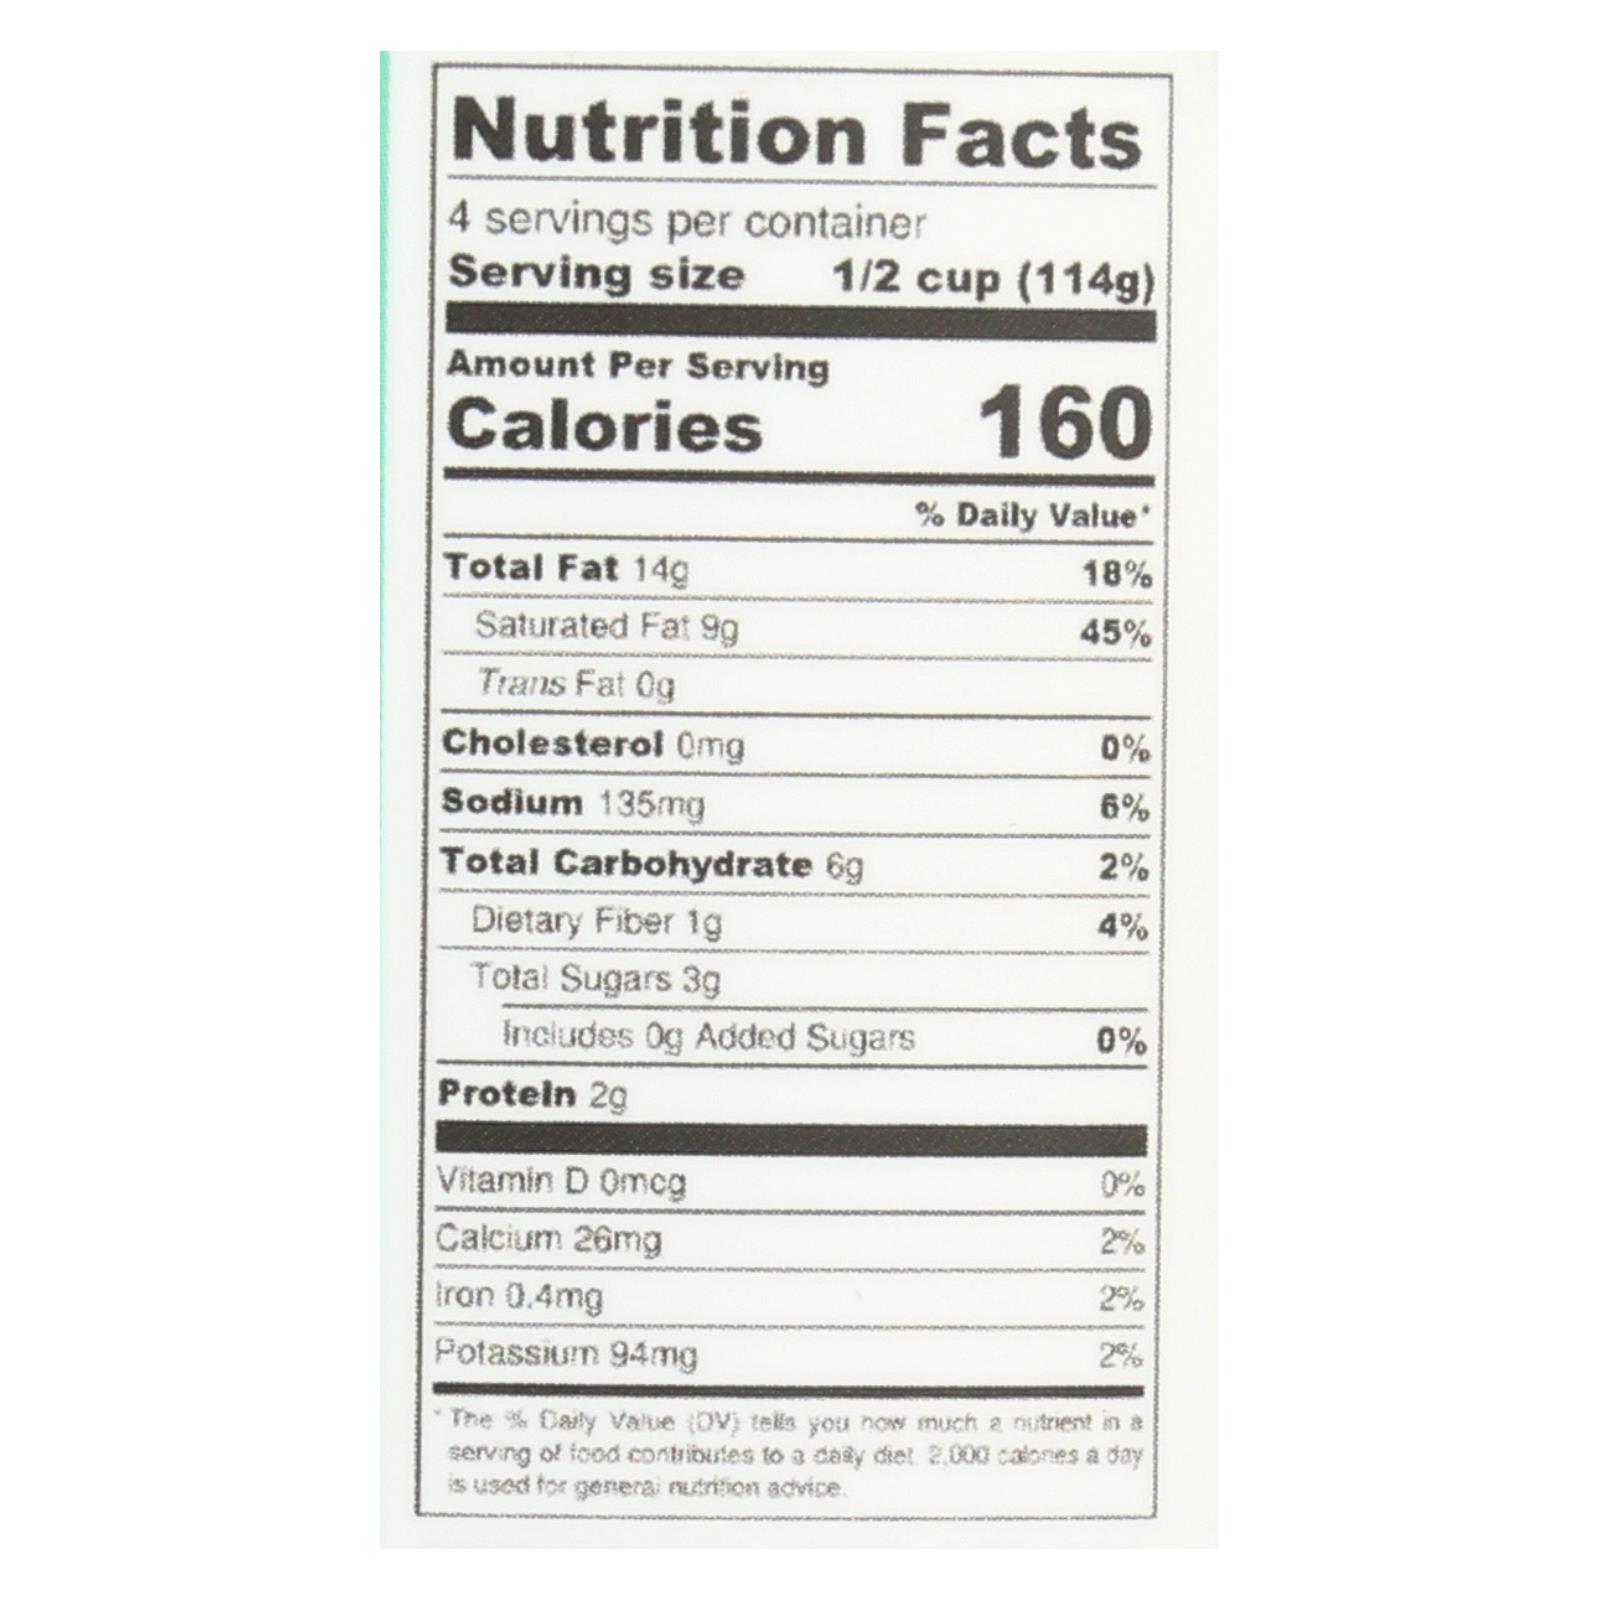 Nutrition Facts
4 servings per container
Serving size 1/2 cup (114g)
Amount Per Serving
Calories 160
% Daily Value*
Total Fat 14g 18%
Saturated Fat 9g 45%
Trans Fat 0g
Cholesterol 0mg 0%
Sodium 135mg 6%
Total Carbohydrate 6g 2%
Dietary Fiber 1g 4%
Total Sugars 3g
Includes 0g Added Sugars 0%
Protein 2g
Vitamin D 0mcg 0%
Calcium 26mg 2%
Iron 0.4mg 2%
Potassium 94mg 2%
* The % Daily Value (DV) tells you how much a nutrient in a
serving of food contributes to a daily diet. 2,000 calories a day
is used for general nutrition advice.